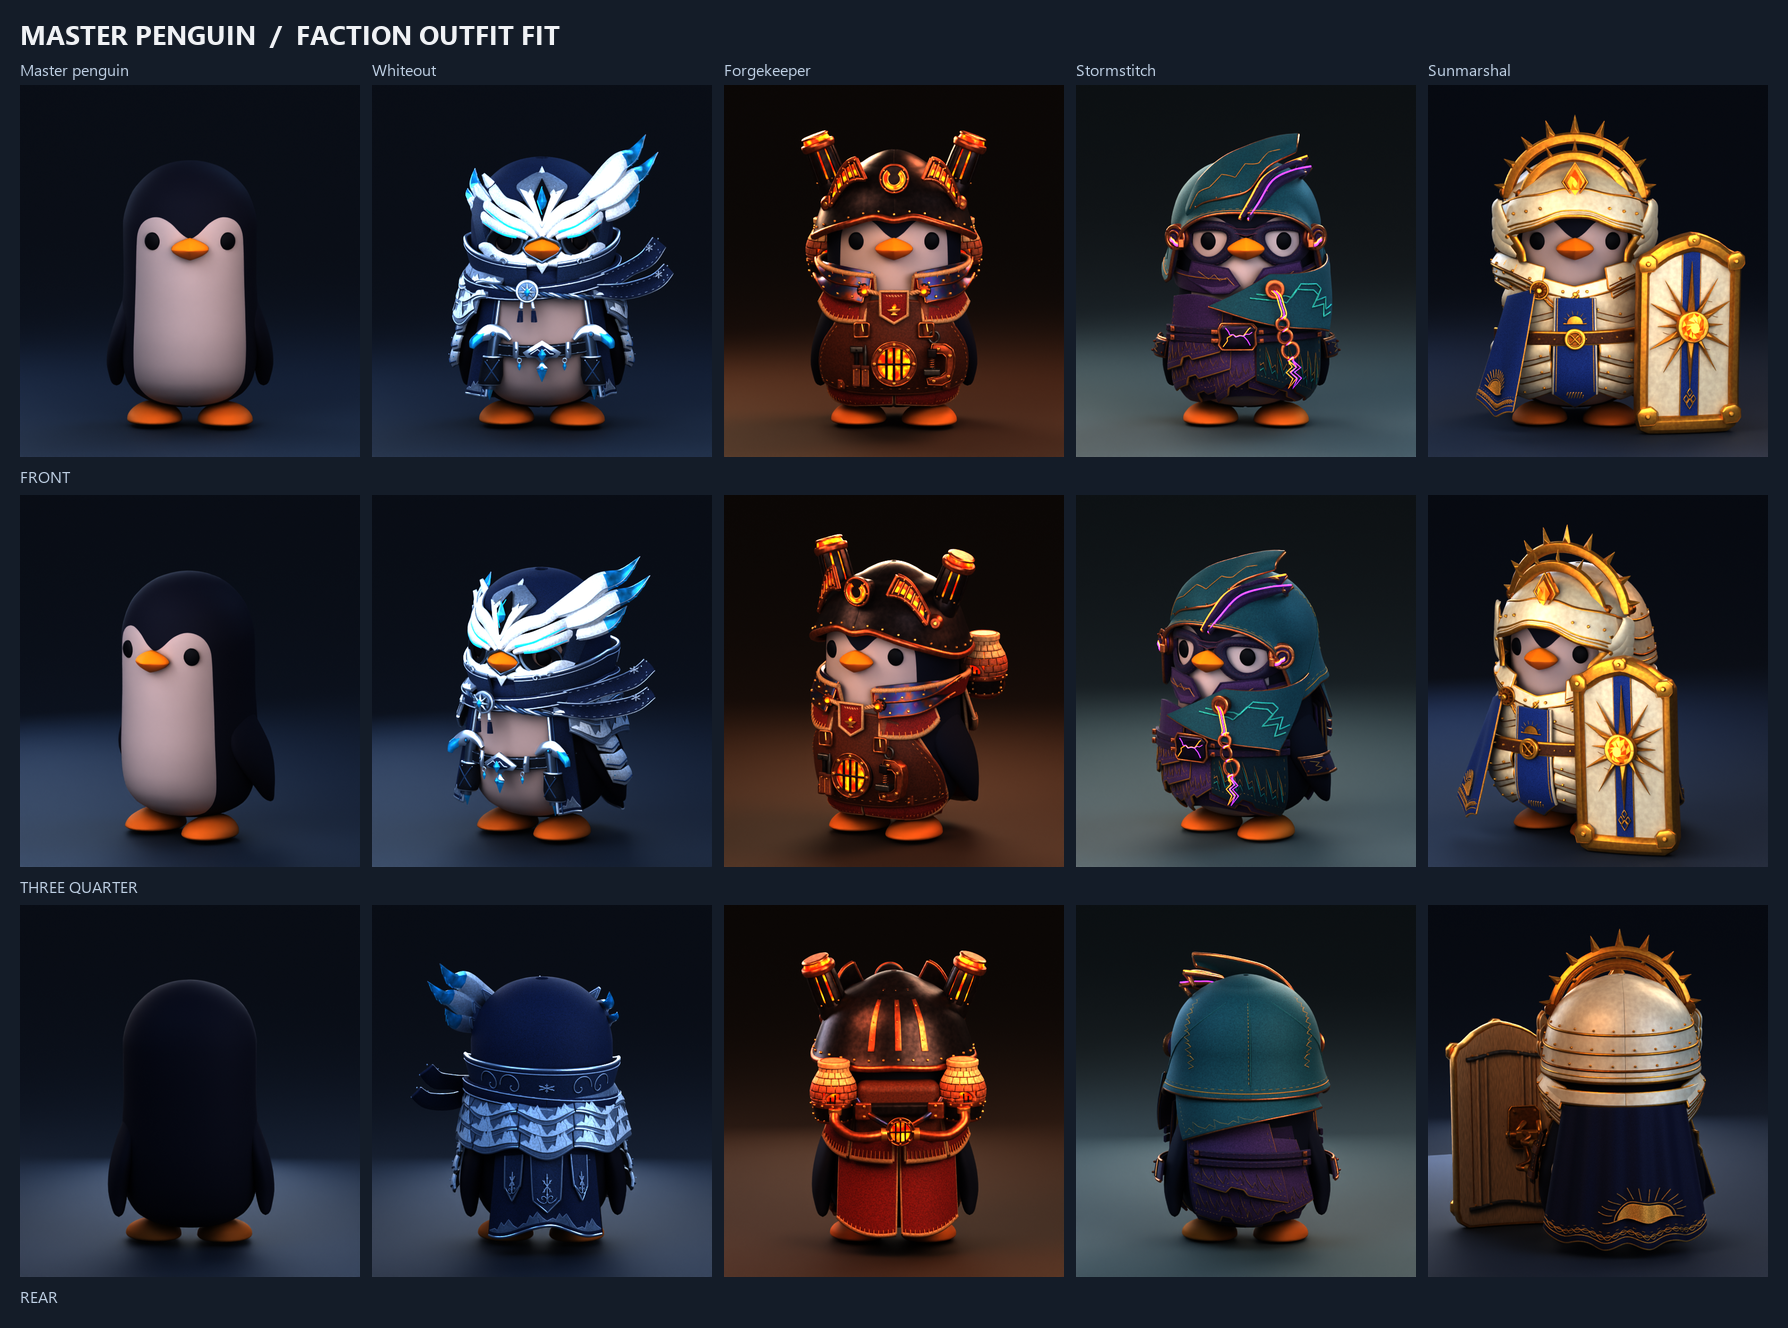 MASTER PENGUIN / FACTION OUTFIT FIT
Master penguin
Whiteout
Forgekeeper
Stormstitch
Sunmarshal
FRONT
THREE QUARTER
REAR